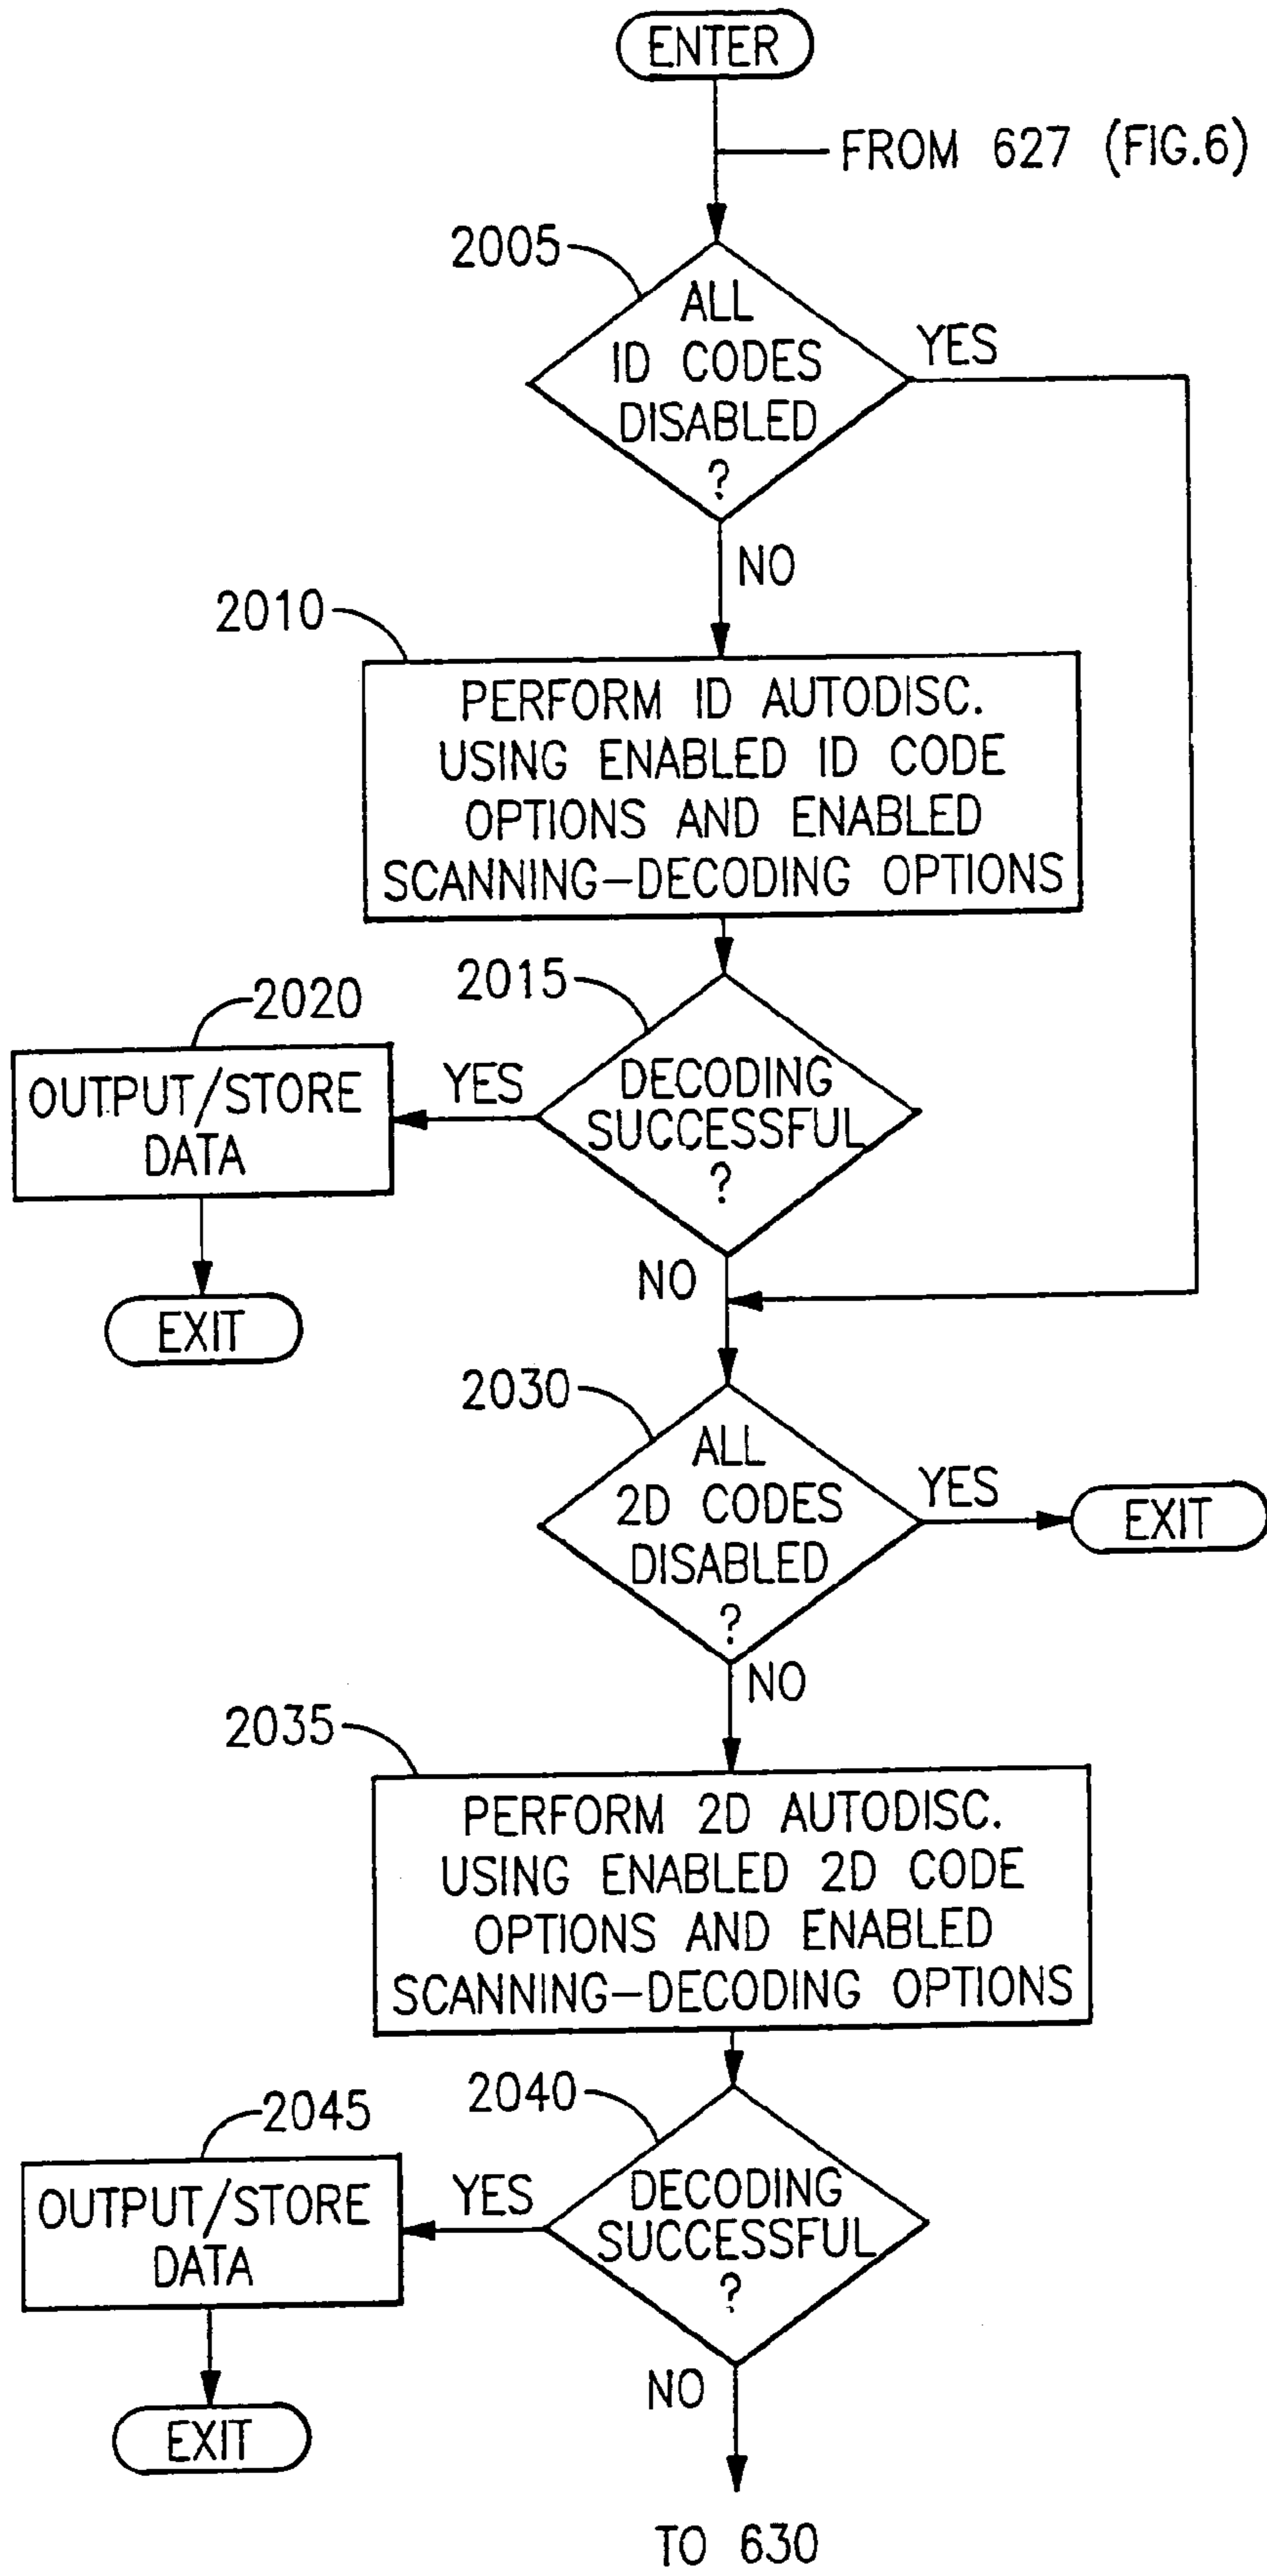 ENTER
FROM 627 (FIG.6)
2005
ALL
ID CODES
DISABLED
?
YES
NO
2010
PERFORM ID AUTODISC.
USING ENABLED ID CODE
OPTIONS AND ENABLED
SCANNING-DECODING OPTIONS
2015
2020
DECODING
SUCCESSFUL
?
YES
OUTPUT/STORE
DATA
EXIT
NO
2030
ALL
2D CODES
DISABLED
?
YES
EXIT
NO
2035
PERFORM 2D AUTODISC.
USING ENABLED 2D CODE
OPTIONS AND ENABLED
SCANNING-DECODING OPTIONS
2040
2045
DECODING
SUCCESSFUL
?
YES
OUTPUT/STORE
DATA
EXIT
NO
TO 630